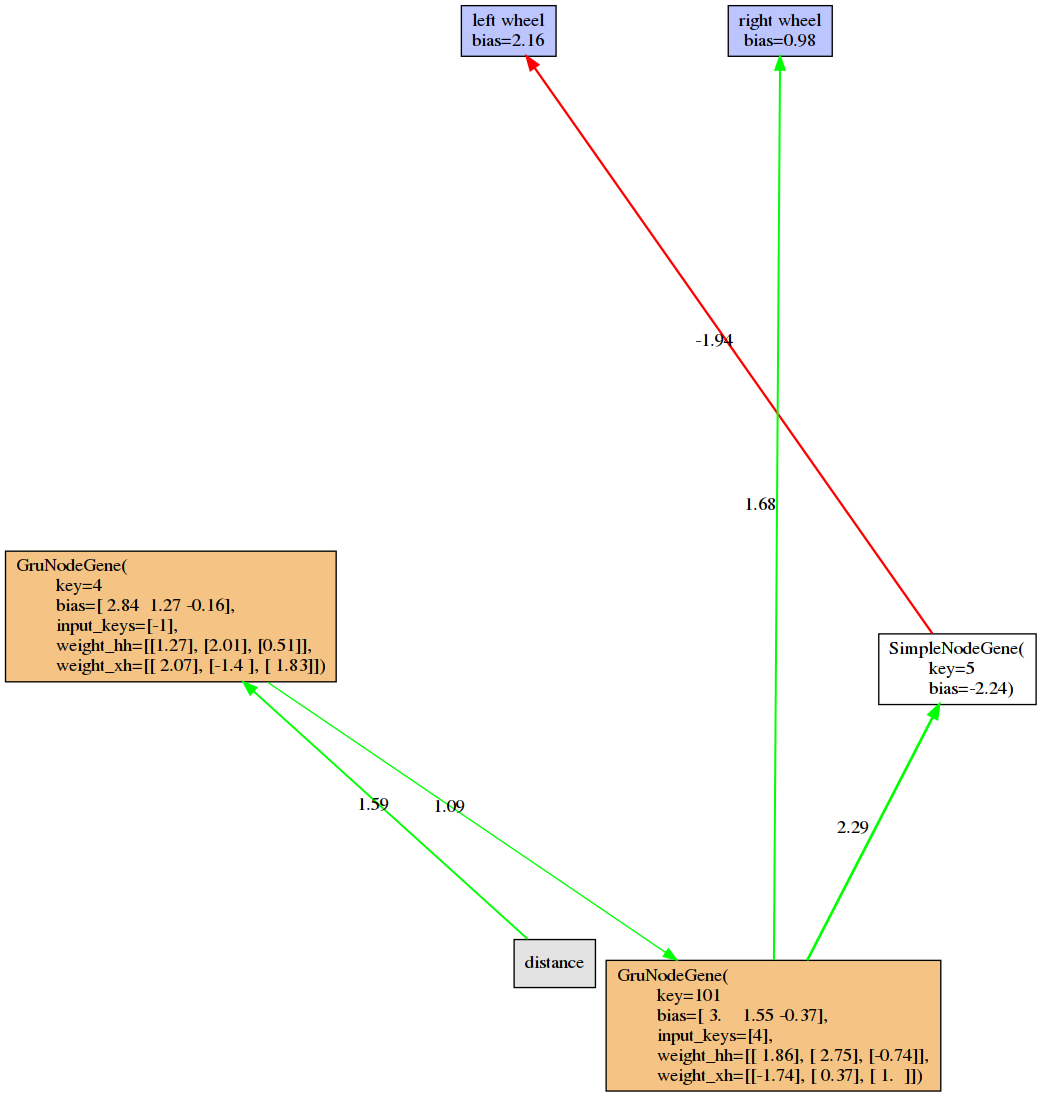 left wheel
bias=2.16
right wheel
bias=0.98
-1.94
1.68
GruNodeGene(
key=4
bias=[ 2.84  1.27 -0.16],
input_keys=[-1],
weight_hh=[[1.27], [2.01], [0.51]],
weight_xh=[[ 2.07], [-1.4 ], [ 1.83]])
SimpleNodeGene(
key=5
bias=-2.24)
1.59
1.09
2.29
distance
GruNodeGene(
key=101
bias=[ 3.    1.55 -0.37],
input_keys=[4],
weight_hh=[[ 1.86], [ 2.75], [-0.74]],
weight_xh=[[-1.74], [ 0.37], [ 1.  ]])